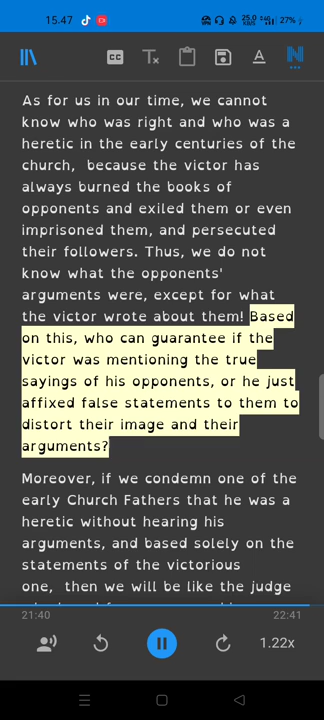 15.47
25.0
27%
CC
As for us in our time, we cannot
know who was right and who was a
heretic in the early centuries of the
church, because the victor has
always burned the books of
opponents and exiled them or even
imprisoned them, and persecuted
their followers. Thus, we do not
know what the opponents'
arguments were, except for what
the victor wrote about them! Based
on this, who can guarantee if the
victor was mentioning the true
sayings of his opponents, or he just
affixed false statements to them to
distort their image and their
arguments?
Moreover, if we condemn one of the
early Church Fathers that he was a
heretic without hearing his
arguments, and based solely on the
statements of the victorious
one, then we will be like the judge
21:40
22:41
1.22x